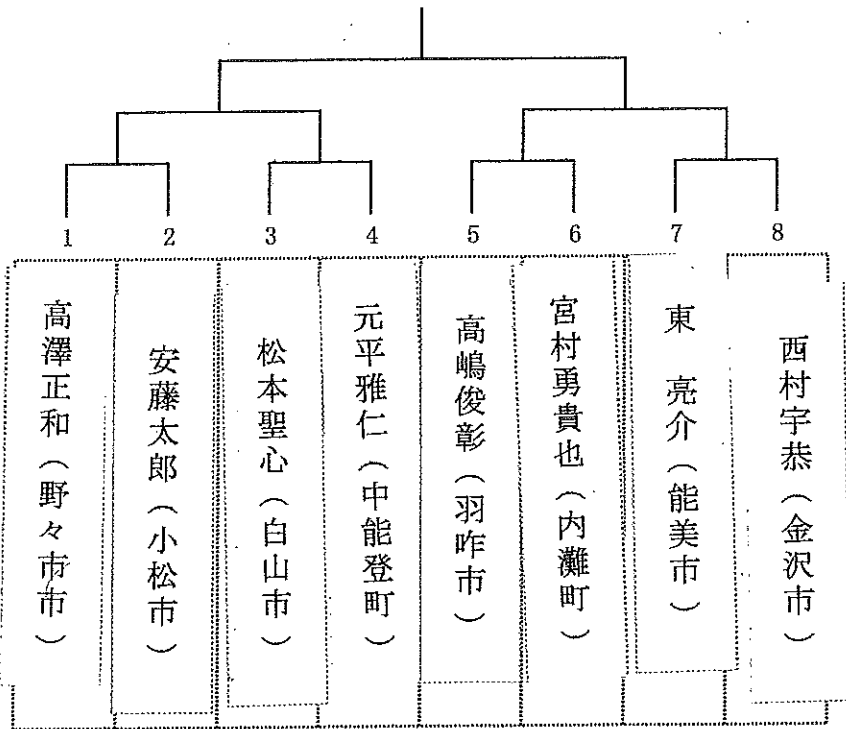 1
2
3
4
5
6
7
8
高澤正和（野々市市）
安藤太郎（小松市）
松本聖心（白山市）
元平雅仁（中能登町）
高嶋俊彰（羽咋市）
宮村勇貴也（内灘町）
東　亮介（能美市）
西村宇恭（金沢市）